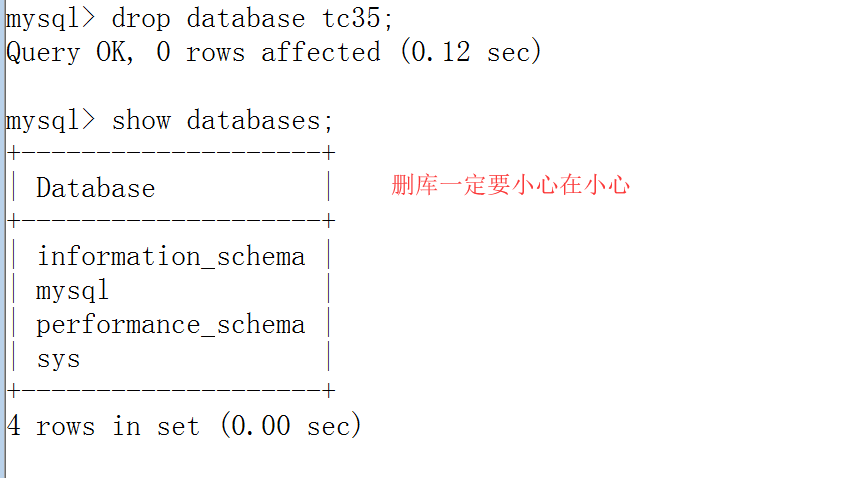 mysql> drop database tc35;
Query OK, 0 rows affected (0.12 sec)
mysql> show databases;
+--------------------+
| Database           |
删库一定要小心在小心
+--------------------+
| information_schema |
| mysql              |
| performance_schema |
| sys                |
+--------------------+
4 rows in set (0.00 sec)